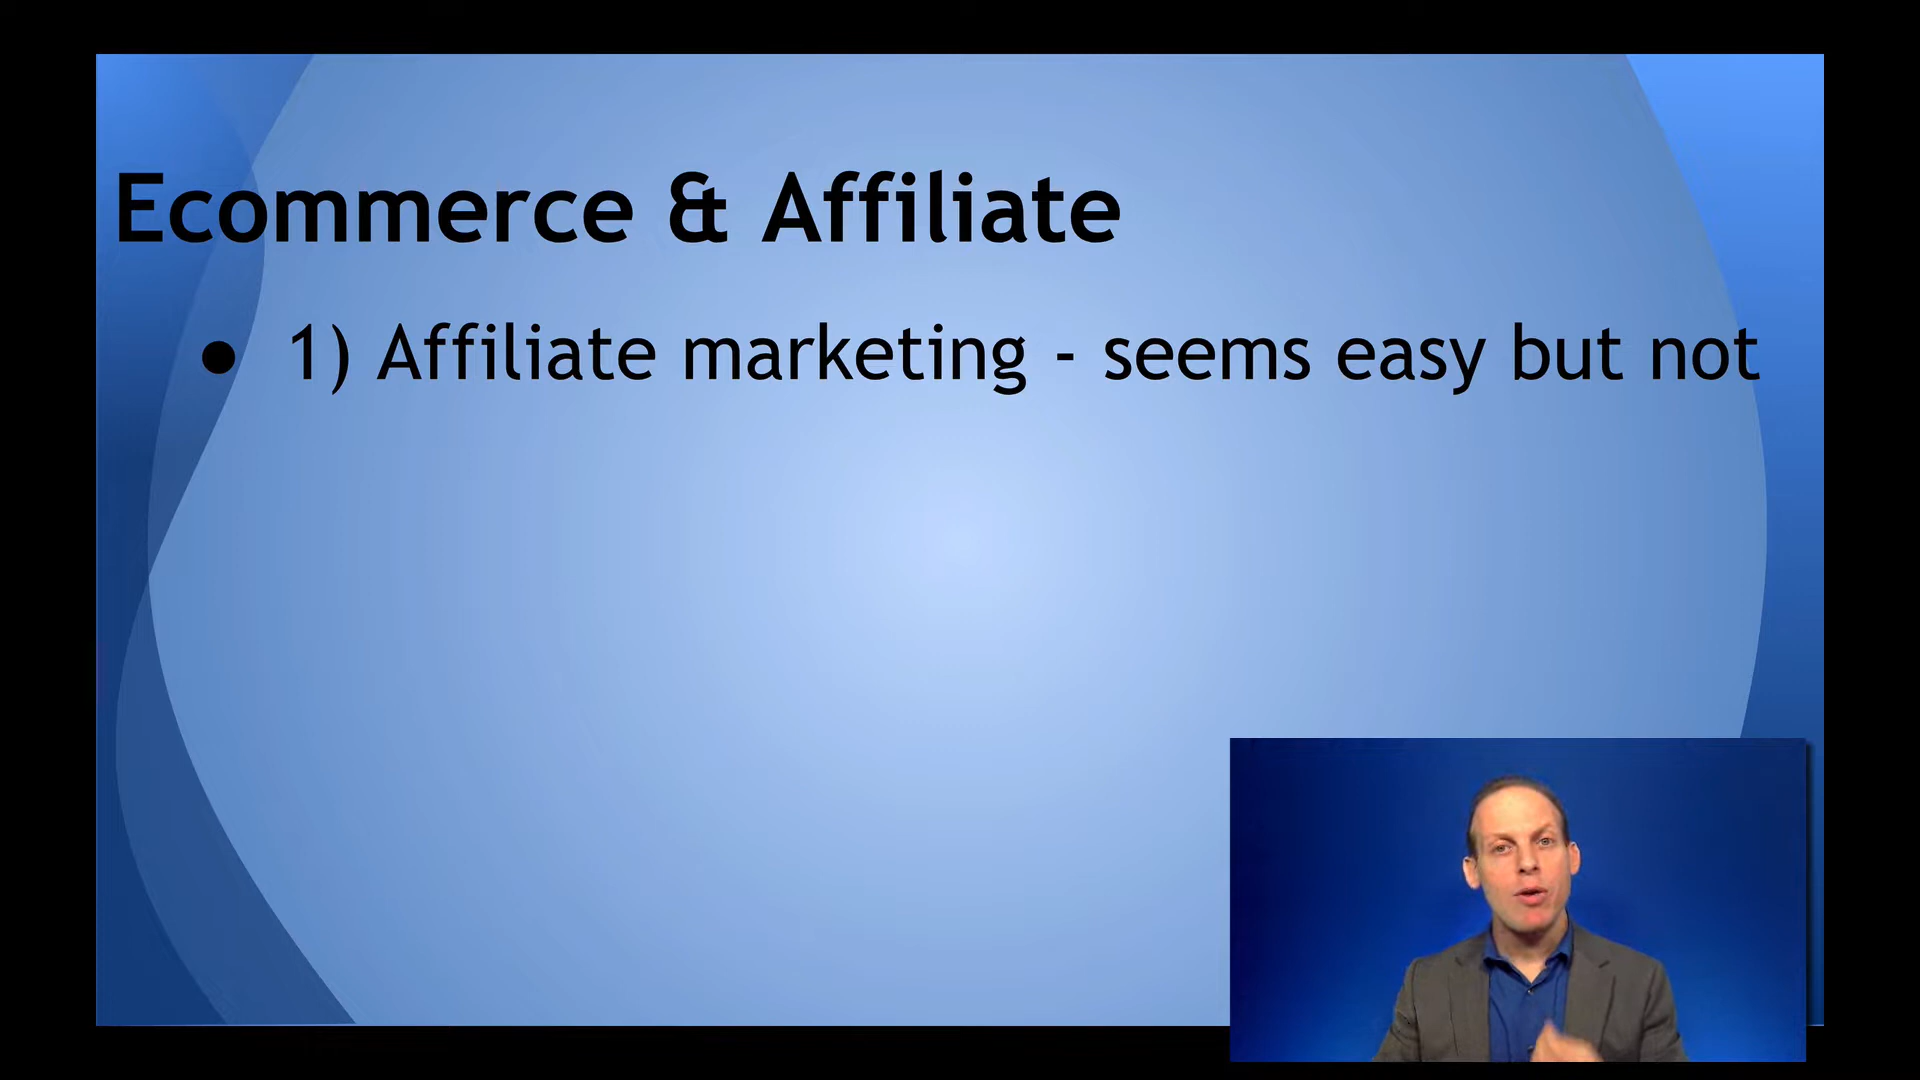 Ecommerce & Affiliate
● 1) Affiliate marketing - seems easy but not